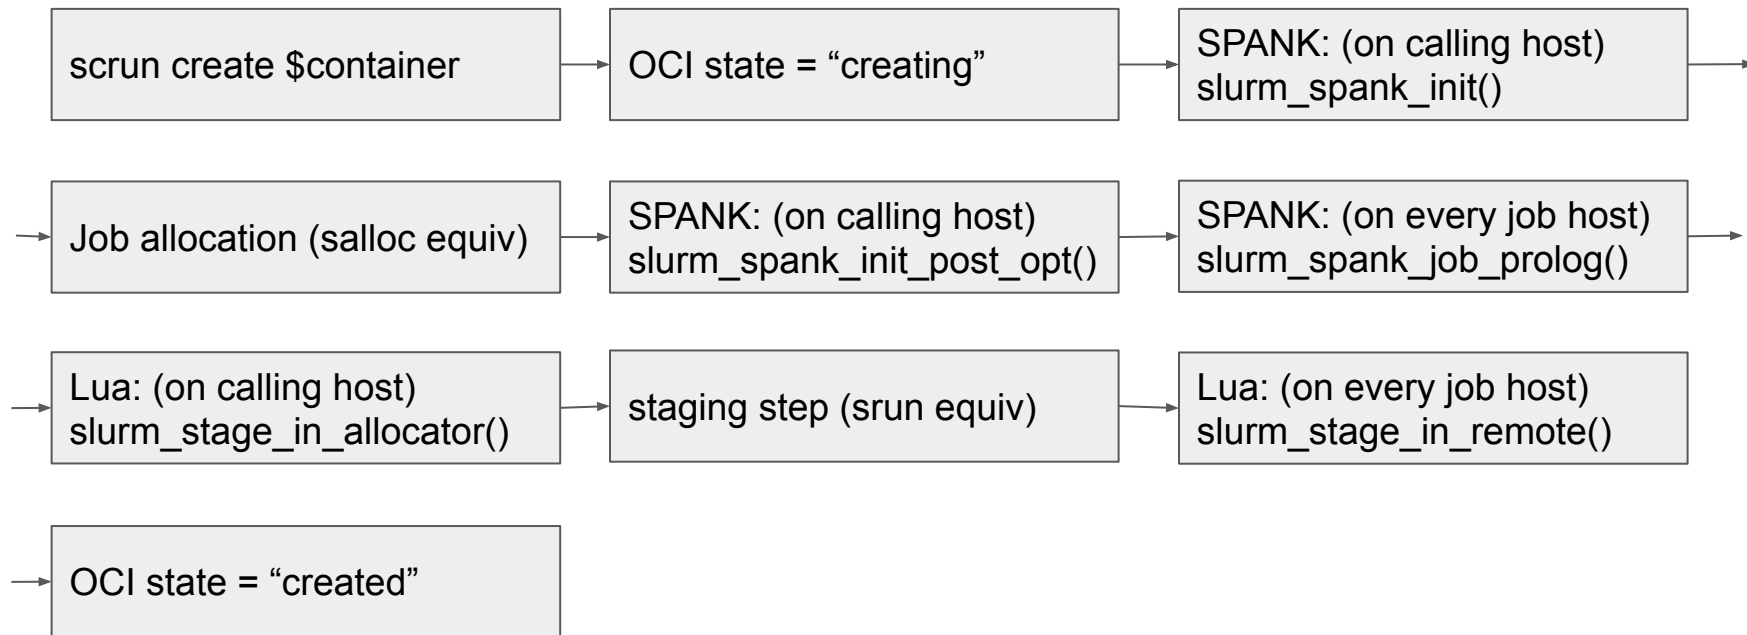 scrun create $container
OCI state = “creating”
SPANK: (on calling host)
slurm_spank_init()
Job allocation (salloc equiv)
SPANK: (on calling host)
slurm_spank_init_post_opt()
SPANK: (on every job host)
slurm_spank_job_prolog()
Lua: (on calling host)
slurm_stage_in_allocator()
staging step (srun equiv)
Lua: (on every job host)
slurm_stage_in_remote()
OCI state = “created”